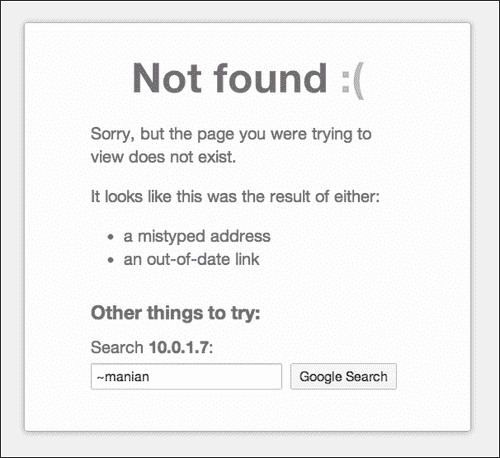 Not found :(
Sorry, but the page you were trying to
view does not exist.
It looks like this was the result of either:
• a mistyped address
• an out-of-date link
Other things to try:
Search 10.0.1.7:
~manian Google Search